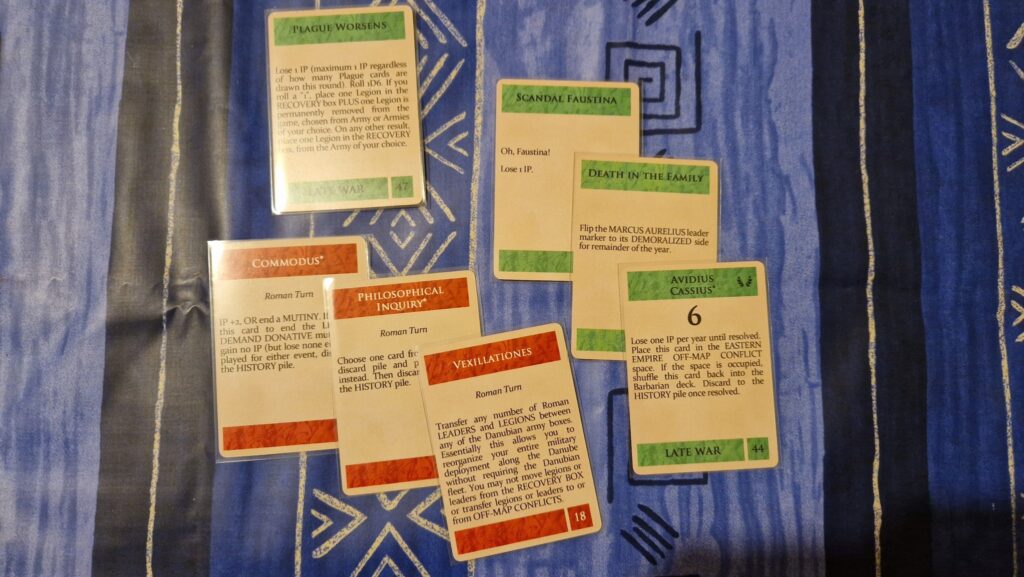 PLAGUE WORSENS
Lose 1 IP (maximum 1 IP regardless
of how many Plague cards are
drawn this round). Roll 1D6. If you
roll a "1", place one Legion in the
RECOVERY box PLUS one Legion is
permanently removed from the
game, chosen from Army or Armies
of your choice. On any other result,
place one Legion in the RECOVERY
box, from the Army of your choice.
LATE WAR 47
SCANDAL FAUSTINA
Oh, Faustina!
Lose 1 IP.
DEATH IN THE FAMILY
Flip the MARCUS AURELIUS leader
marker to its DEMORALIZED side
for remainder of the year.
AVIDIUS
CASSIUS*
6
Lose one IP per year until resolved.
Place this card in the EASTERN
EMPIRE OFF-MAP CONFLICT
space. If the space is occupied,
shuffle this card back into the
Barbarian deck. Discard to the
HISTORY pile once resolved.
LATE WAR 44
COMMODUS*
Roman Turn
IP +2, OR end a MUTINY. If
this card to end the
DEMAND DONATIVE
gain no IP (but lose none
played for either event,
the HISTORY pile.
PHILOSOPHICAL
INQUIRY*
Roman Turn
Choose one card
discard pile and
instead. Then
the HISTORY pile.
VEXILLATIONES
Roman Turn
Transfer any number of Roman
LEADERS and LEGIONS between
any of the Danubian army boxes.
Essentially this allows you to
reorganize your entire military
deployment along the Danube
without requiring the Danubian
fleet. You may not move legions or
leaders from the RECOVERY BOX
or transfer legions or leaders to or
from OFF-MAP CONFLICTS.
18